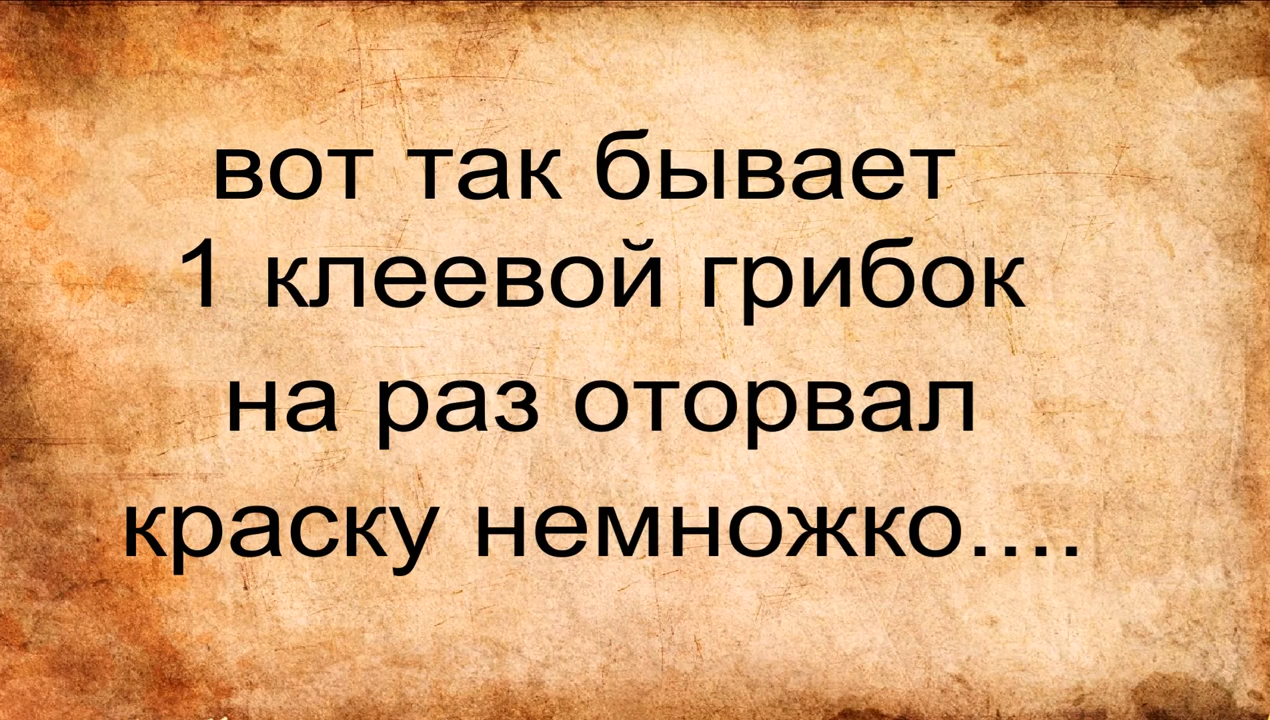 вот так бывает
1 клеевой грибок
на раз оторвал
краску немножко....